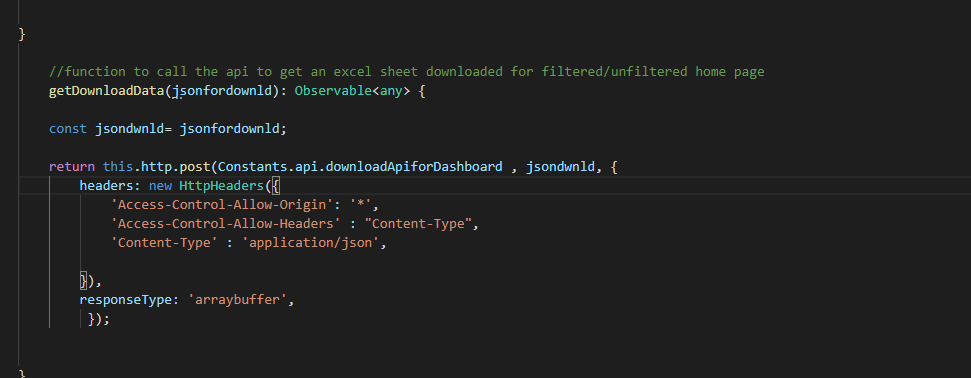 }
//function to call the api to get an excel sheet downloaded for filtered/unfiltered home page
getDownloadData(jsonfordownld): Observable<any> {
const jsondwnld= jsonfordownld;
return this.http.post(Constants.api.downloadApiforDashboard , jsondwnld, {
headers: new HttpHeaders({
'Access-Control-Allow-Origin': '*',
'Access-Control-Allow-Headers' : "Content-Type",
'Content-Type' : 'application/json',
}),
responseType: 'arraybuffer',
});
}